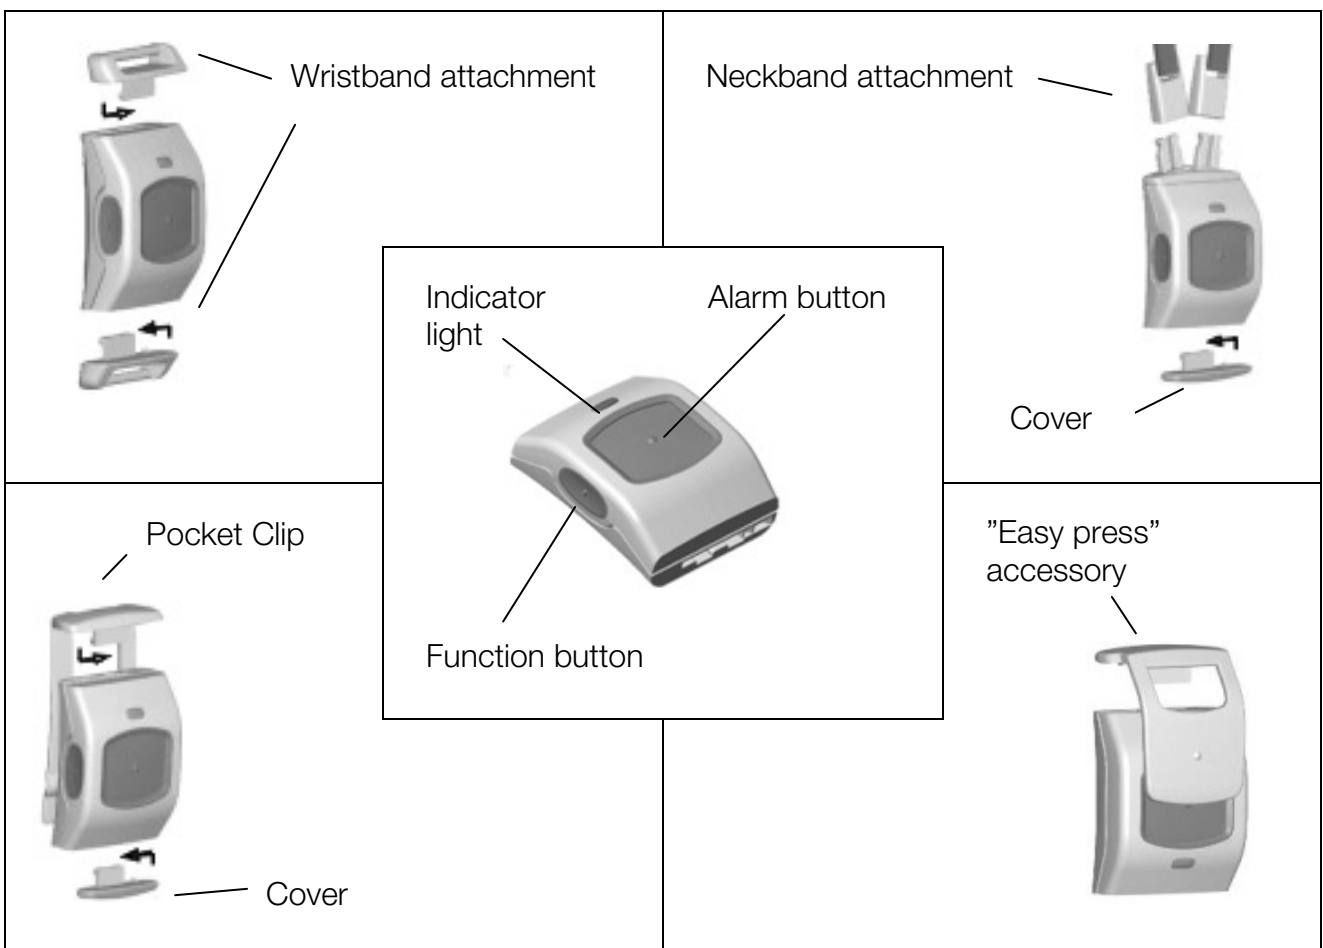 Wristband attachment
Neckband attachment
Cover
Indicator
light
Alarm button
Function button
Pocket Clip
Cover
”Easy press”
accessory